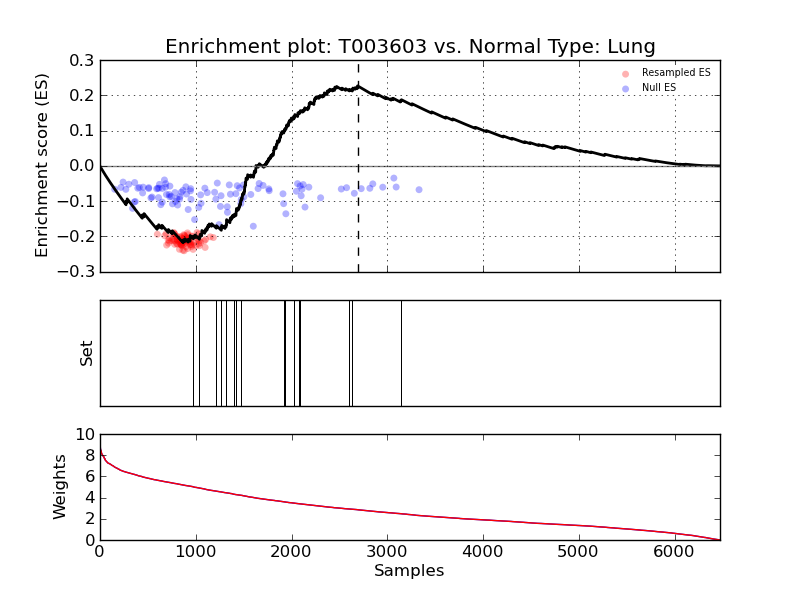 Enrichment plot: T003603 vs. Normal Type: Lung
Enrichment score (ES)
0.3
0.2
0.1
0.0
−0.1
−0.2
−0.3
Resampled ES
Null ES
Set
Weights
10
8
6
4
2
0
0 1000 2000 3000 4000 5000 6000
Samples